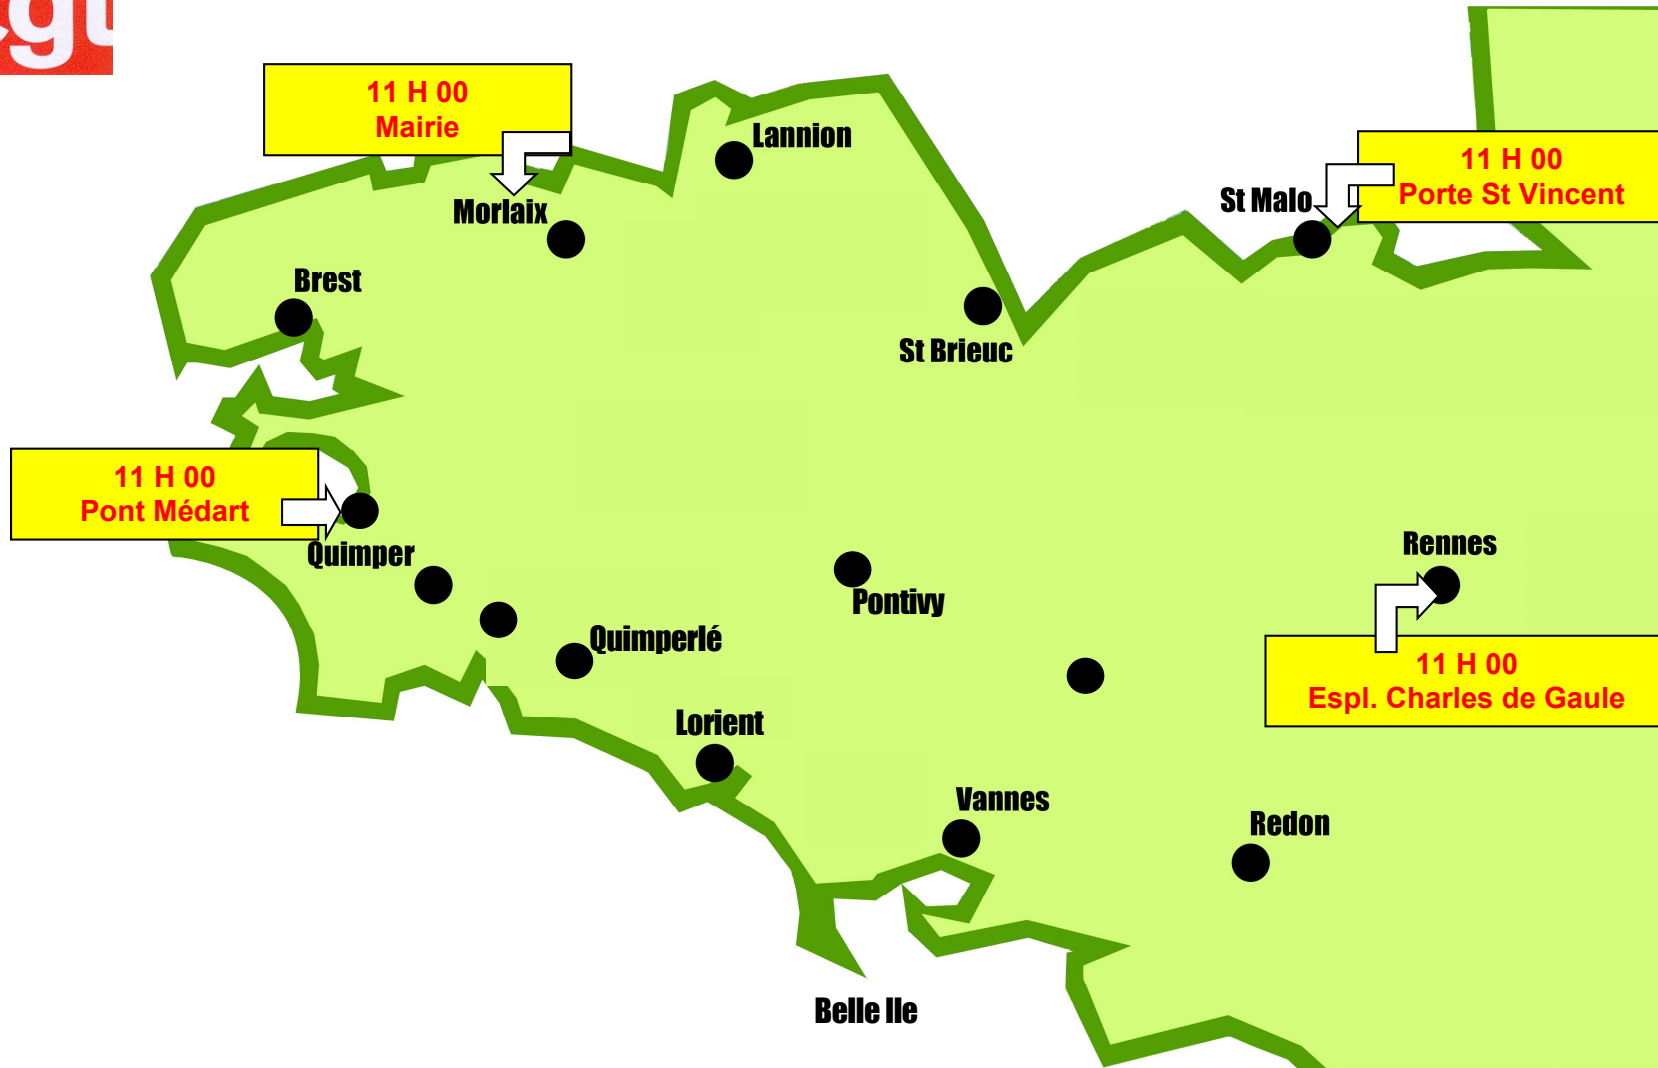 cgt
11 H 00
Mairie
Lannion
11 H 00
Porte St Vincent
St Malo
Morlaix
Brest
St Brieuc
11 H 00
Pont Médart
Quimper
Rennes
Pontivy
Quimperlé
11 H 00
Espl. Charles de Gaule
Lorient
Vannes
Redon
Belle Ile